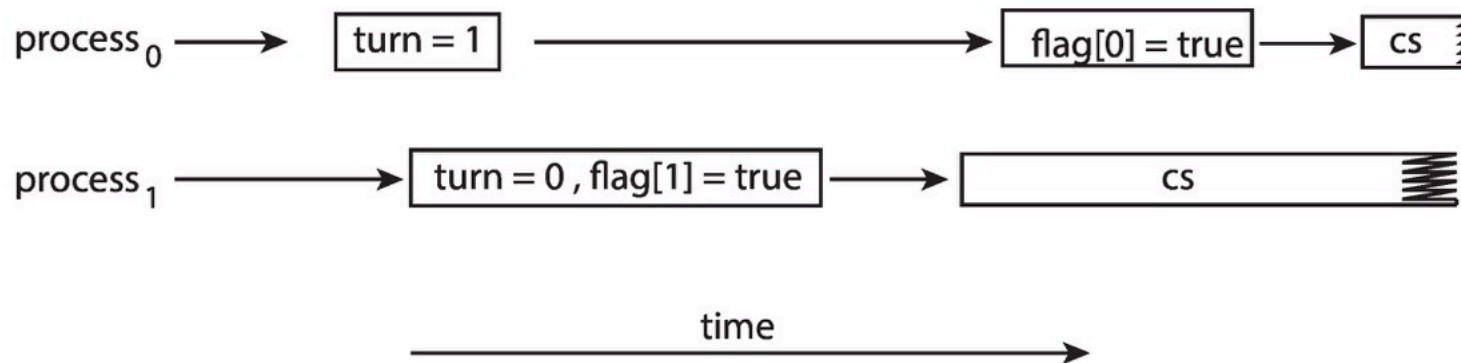 process0 turn = 1 flag[0] = true cs
process1 turn = 0 , flag[1] = true cs
time